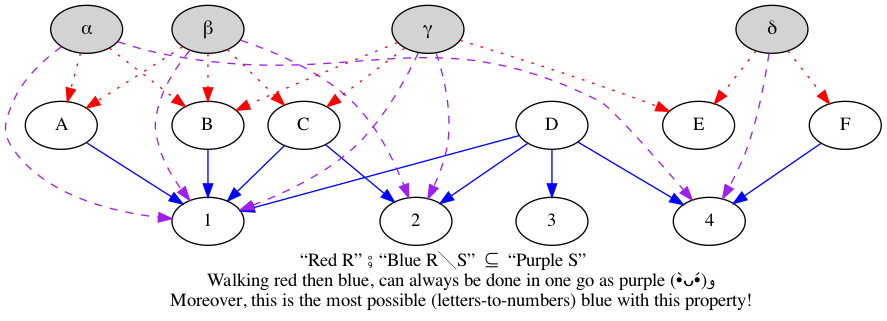 α β γ δ
A B C D E F
1 2 3 4
“Red R” ⨾ “Blue R╲S” ⊆ “Purple S”
Walking red then blue, can always be done in one go as purple (•̀ᴗ•́)و
Moreover, this is the most possible (letters-to-numbers) blue with this property!